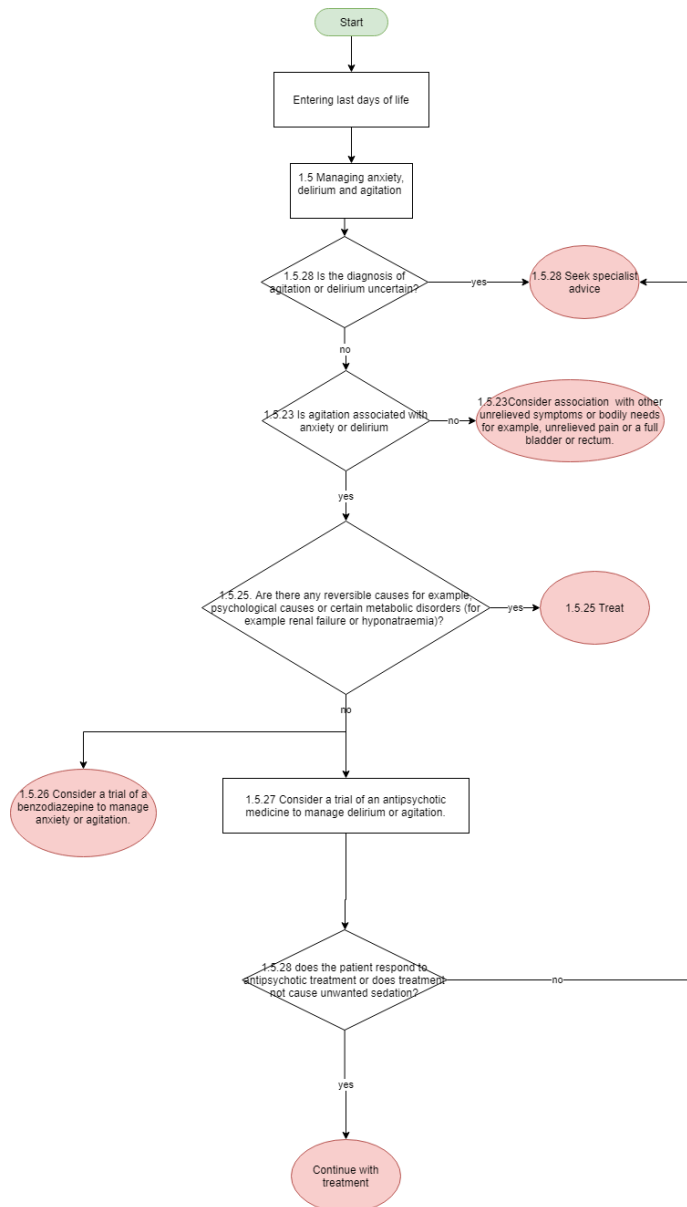 Start
Entering last days of life
1.5 Managing anxiety,
delirium and agitation
1.5.28 Is the diagnosis of
agitation or delirium uncertain?
yes
1.5.28 Seek specialist
advice
no
1.5.23 Is agitation associated with
anxiety or delirium
no
1.5.23Consider association with other
unrelieved symptoms or bodily needs
for example, unrelieved pain or a full
bladder or rectum.
yes
1.5.25. Are there any reversible causes for example,
psychological causes or certain metabolic disorders (for
example renal failure or hyponatraemia)?
yes
1.5.25 Treat
no
1.5.26 Consider a trial of a
benzodiazepine to manage
anxiety or agitation.
1.5.27 Consider a trial of an antipsychotic
medicine to manage delirium or agitation.
1.5.28 does the patient respond to
antipsychotic treatment or does treatment
not cause unwanted sedation?
no
yes
Continue with
treatment